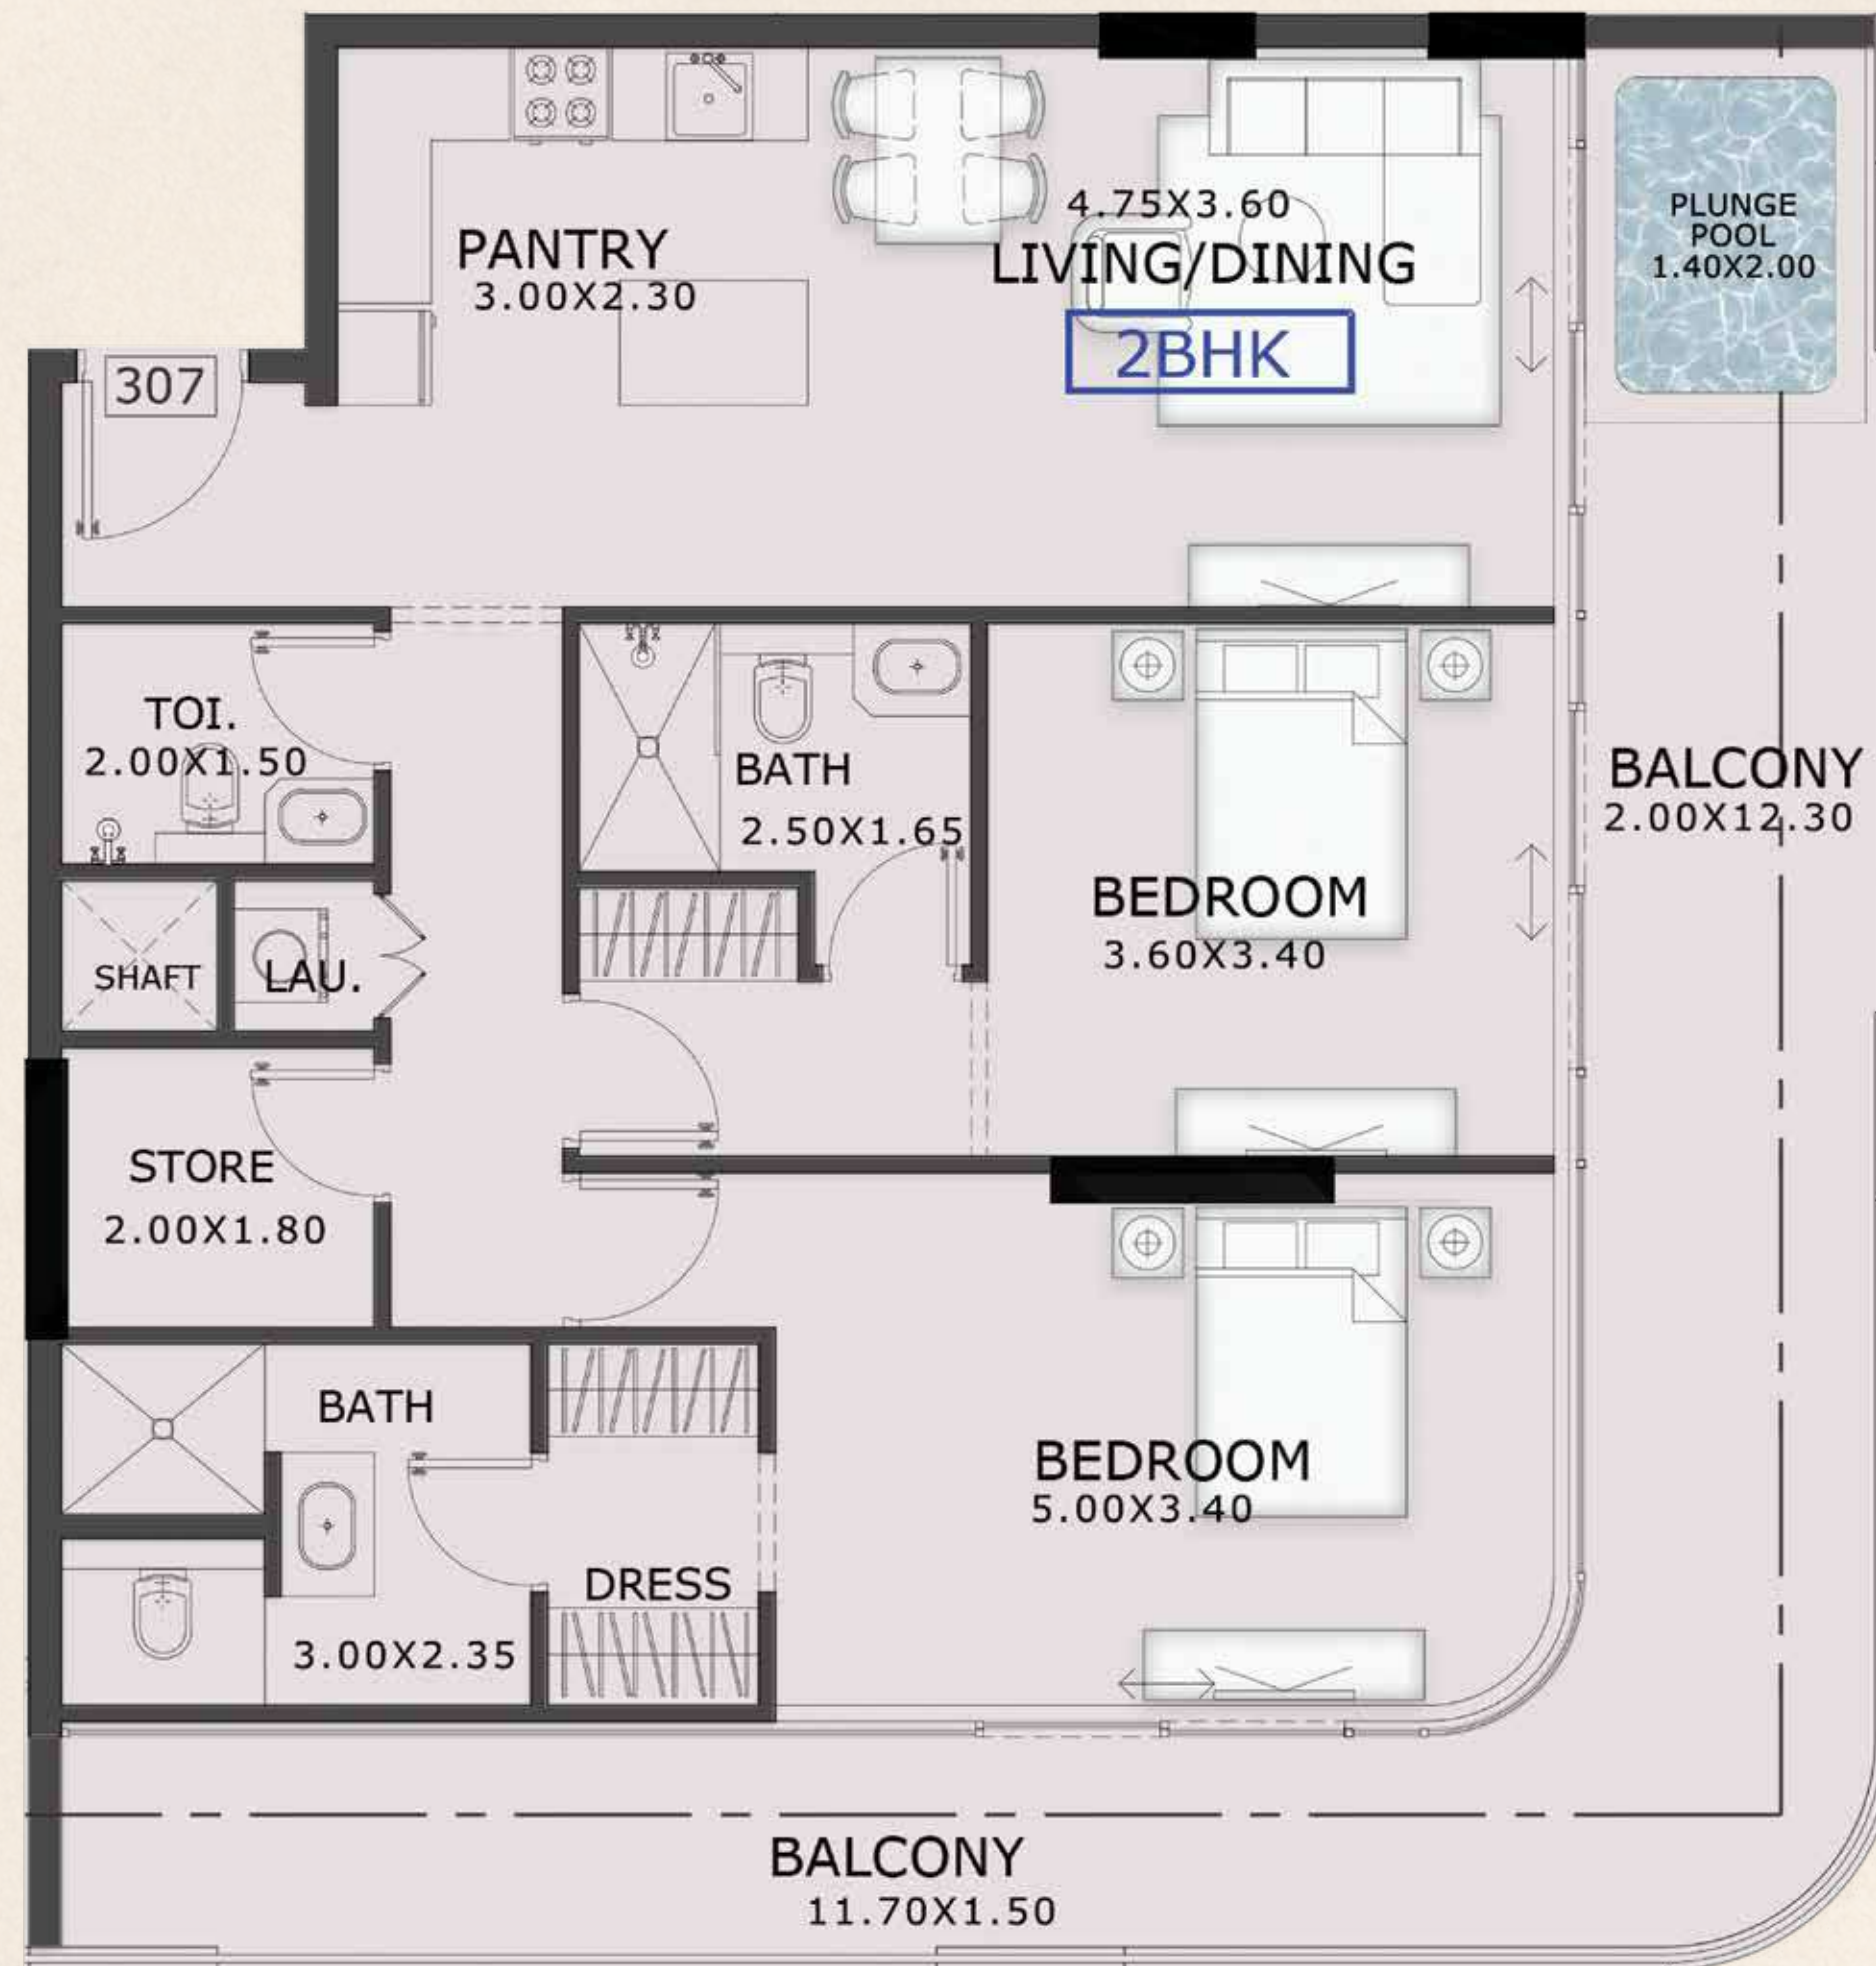 4.75X3.60
LIVING/DINING
2BHK
PANTRY
3.00X2.30
PLUNGE
POOL
1.40X2.00
307
TOI.
2.00X1.50
BATH
2.50X1.65
BALCONY
2.00X12.30
BEDROOM
3.60X3.40
SHAFT
LAU.
STORE
2.00X1.80
BATH
3.00X2.35
DRESS
BEDROOM
5.00X3.40
BALCONY
11.70X1.50